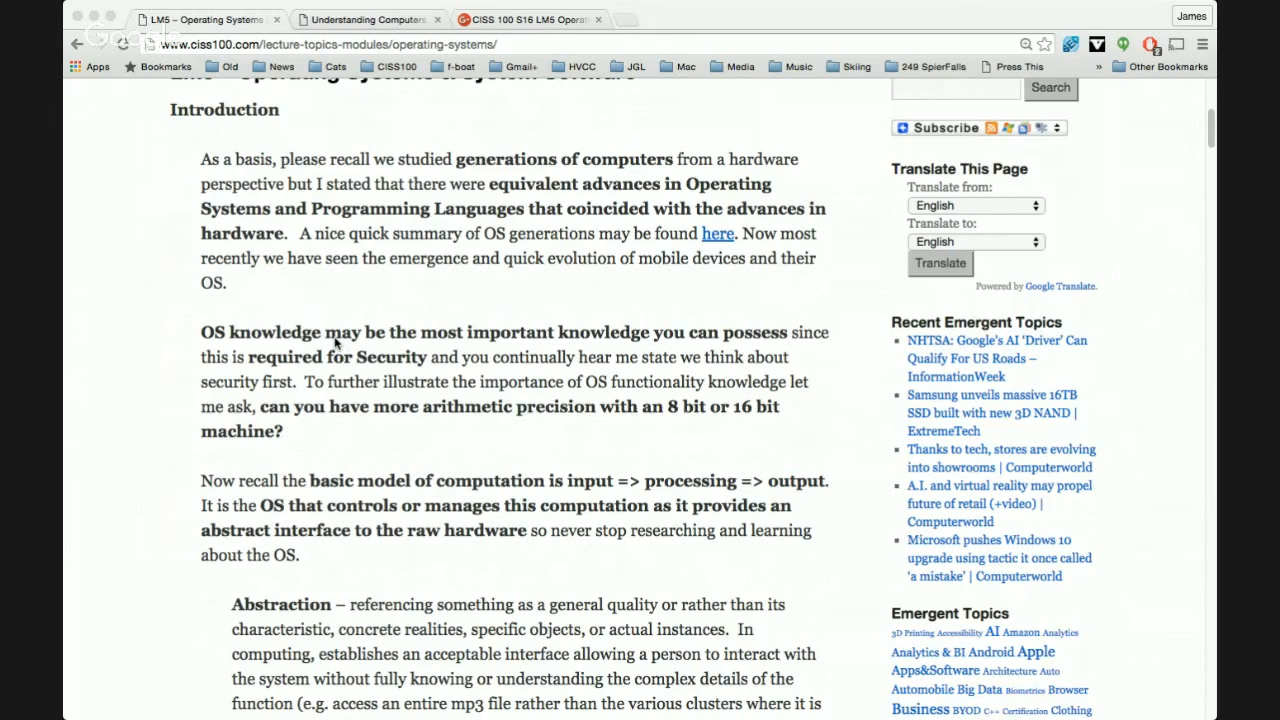 LM5 – Operating Systems
Understanding Computers
CISS 100 S16 LM5 Operat
James
Google
www.ciss100.com/lecture-topics-modules/operating-systems/
Apps
Bookmarks
Old
News
Cats
CISS100
f-boat
Gmail+
HVCC
JGL
Mac
Media
Music
Skiing
249 SpierFalls
Press This
»
Other Bookmarks
LM5 – Operating Systems & System Software
Introduction
As a basis, please recall we studied generations of computers from a hardware
perspective but I stated that there were equivalent advances in Operating
Systems and Programming Languages that coincided with the advances in
hardware. A nice quick summary of OS generations may be found here. Now most
recently we have seen the emergence and quick evolution of mobile devices and their
OS.
OS knowledge may be the most important knowledge you can possess since
this is required for Security and you continually hear me state we think about
security first. To further illustrate the importance of OS functionality knowledge let
me ask, can you have more arithmetic precision with an 8 bit or 16 bit
machine?
Now recall the basic model of computation is input => processing => output.
It is the OS that controls or manages this computation as it provides an
abstract interface to the raw hardware so never stop researching and learning
about the OS.
Abstraction – referencing something as a general quality or rather than its
characteristic, concrete realities, specific objects, or actual instances. In
computing, establishes an acceptable interface allowing a person to interact with
the system without fully knowing or understanding the complex details of the
function (e.g. access an entire mp3 file rather than the various clusters where it is
Search
Subscribe
Translate This Page
Translate from:
English
Translate to:
English
Translate
Powered by Google Translate.
Recent Emergent Topics
NHTSA: Google's AI 'Driver' Can
Qualify For US Roads –
InformationWeek
Samsung unveils massive 16TB
SSD built with new 3D NAND |
ExtremeTech
Thanks to tech, stores are evolving
into showrooms | Computerworld
A.I. and virtual reality may propel
future of retail (+video) |
Computerworld
Microsoft pushes Windows 10
upgrade using tactic it once called
'a mistake' | Computerworld
Emergent Topics
3D Printing Accessibility AI Amazon Analytics
Analytics & BI Android Apple
Apps&Software Architecture Auto
Automobile Big Data Biometrics Browser
Business BYOD C++ Certification Clothing